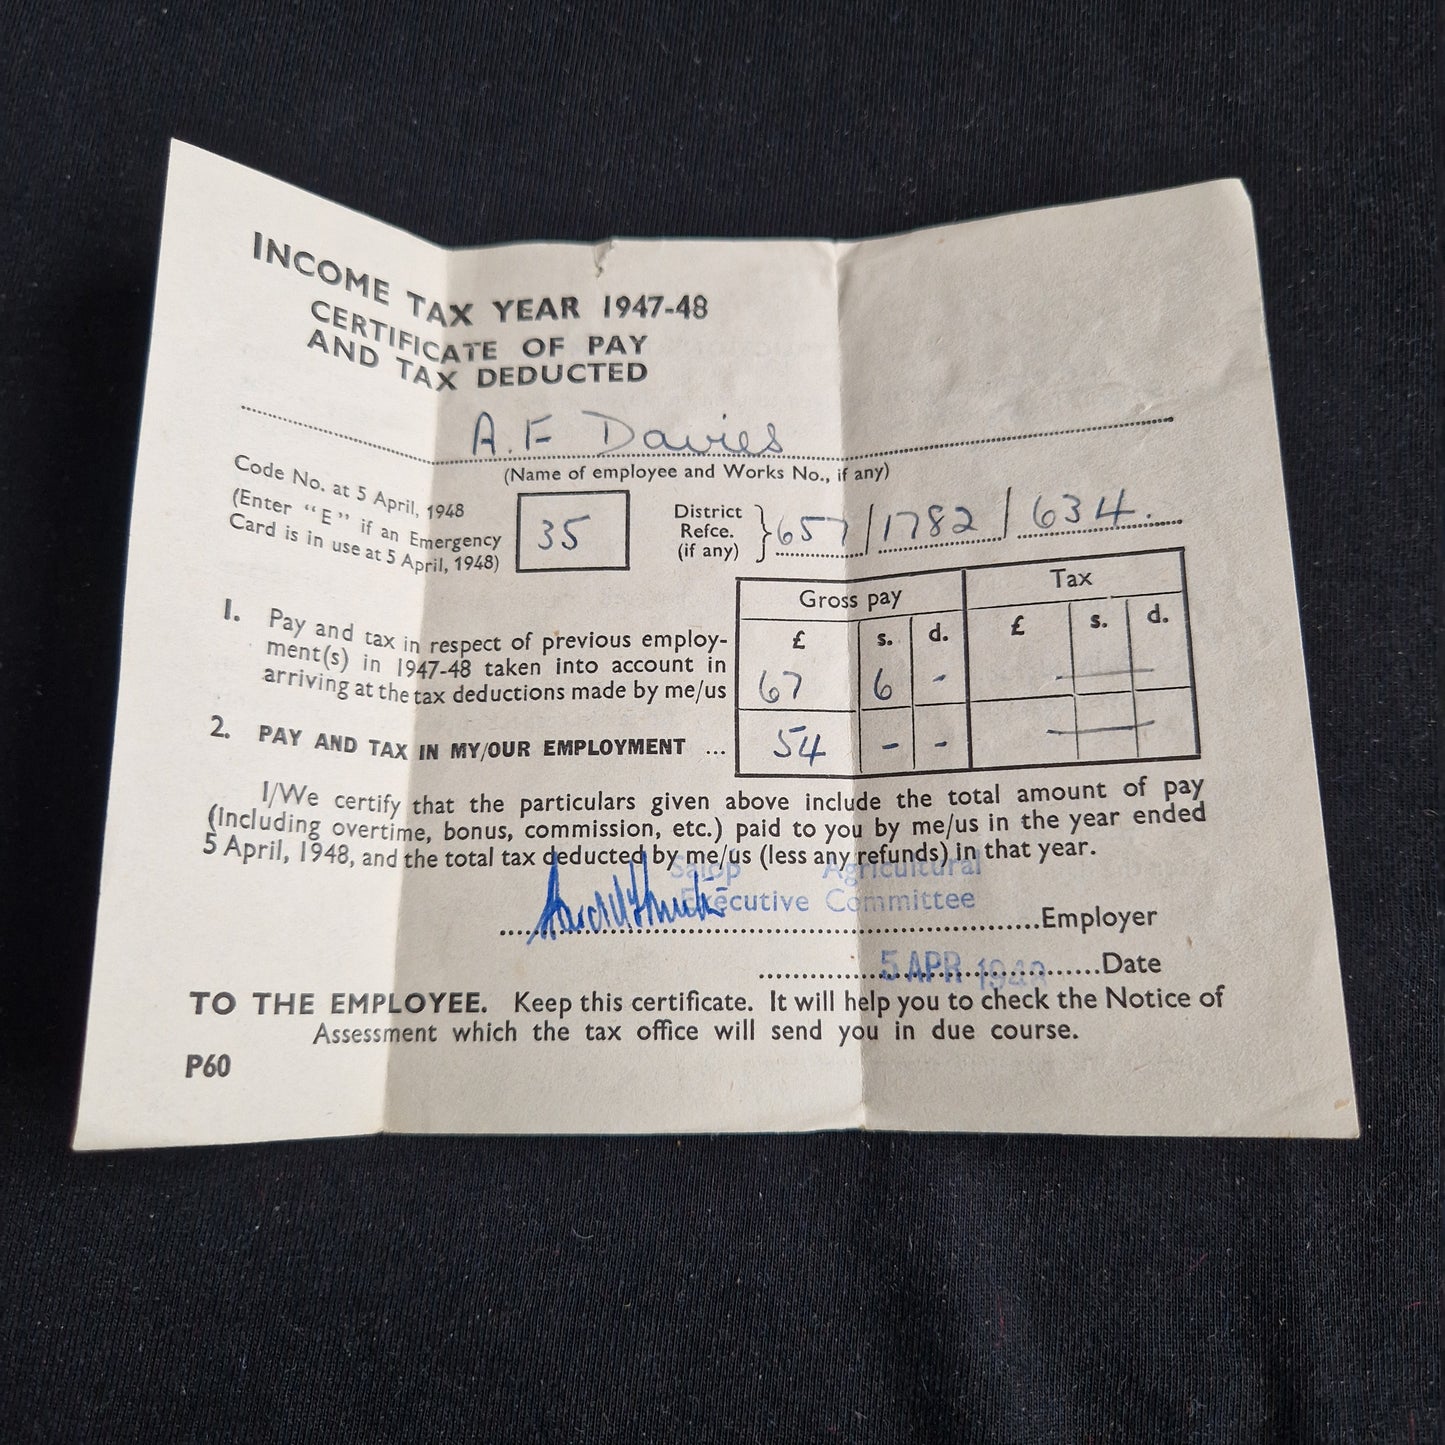 INCOME TAX YEAR 1947-48
CERTIFICATE OF PAY
AND TAX DEDUCTED
A.F Davies
(Name of employee and Works No., if any)
Code No. at 5 April, 1948
(Enter “E” if an Emergency
Card is in use at 5 April, 1948)
35
District
Refce.
(if any)
657/1782/634.
Gross pay Tax
£ s. d. £ s. d.
1. Pay and tax in respect of previous employ-
ment(s) in 1947-48 taken into account in
arriving at the tax deductions made by me/us
67 6 -
2. PAY AND TAX IN MY/OUR EMPLOYMENT ...
54 - -
I/We certify that the particulars given above include the total amount of pay
(including overtime, bonus, commission, etc.) paid to you by me/us in the year ended
5 April, 1948, and the total tax deducted by me/us (less any refunds) in that year.
Salop Agricultural
Executive Committee
Employer
5 APR 1948 Date
TO THE EMPLOYEE. Keep this certificate. It will help you to check the Notice of
Assessment which the tax office will send you in due course.
P60